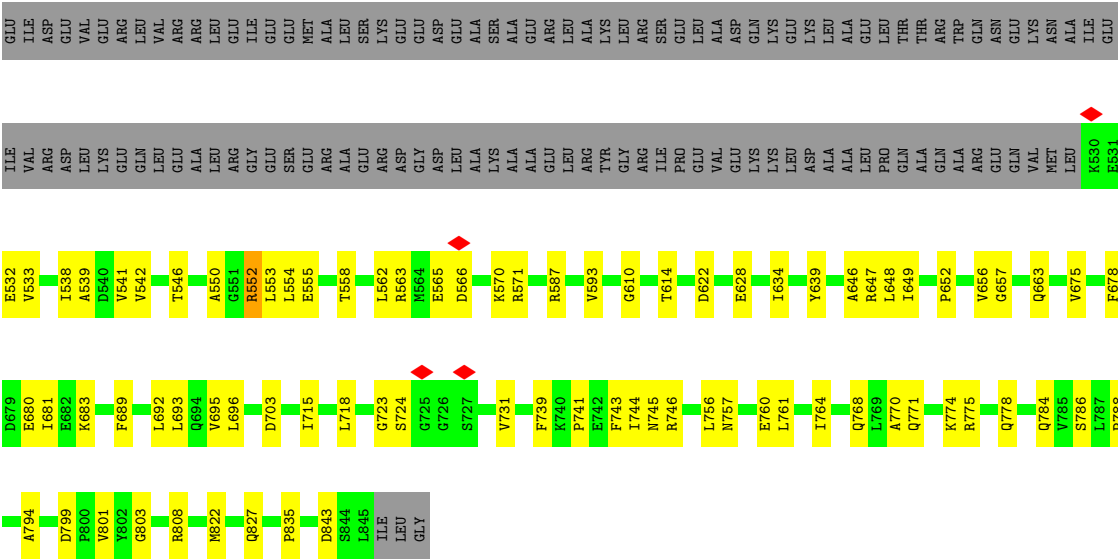 GLU ILE ASP GLU VAL GLU ARG LEU VAL ARG ARG LEU GLU ILE GLU GLU MET ALA LEU SER LYS GLU GLU ASP GLU ALA SER ALA GLU ARG LEU ALA LYS LEU ARG SER GLU LEU ALA ASP GLN LYS GLU LYS LEU ALA GLU LEU THR THR ARG TRP GLN ASN GLU LYS ASN ALA ILE GLU
ILE VAL ARG ASP LEU LYS GLU GLN LEU GLU ALA LEU ARG GLY GLU SER GLU ARG ALA GLU ARG ASP GLY ASP LEU ALA LYS ALA ALA GLU LEU ARG TYR GLY ARG ILE PRO GLU VAL GLU LYS LYS LEU ASP ALA ALA LEU PRO GLN ALA GLN ALA ARG GLU GLN VAL MET LEU K530 E531
E532 V533 I538 A539 D540 V541 V542 T546 A550 G551 R552 L553 L554 E555 T558 L562 R563 M564 E565 D566 K570 R571 R587 V593 G610 T614 D622 E628 I634 Y639 A646 R647 L648 I649 P652 V656 G657 Q663 V675 F678
D679 E680 I681 E682 K683 F689 L692 L693 Q694 V695 L696 D703 I715 L718 G723 S724 G725 G726 S727 V731 F739 K740 P741 E742 F743 I744 N745 R746 L756 N757 E760 L761 I764 Q768 L769 A770 Q771 K774 R775 Q778 Q784 V785 S786 L787
A794 D799 P800 V801 Y802 G803 R808 M822 Q827 P835 D843 S844 L845 ILE LEU GLY